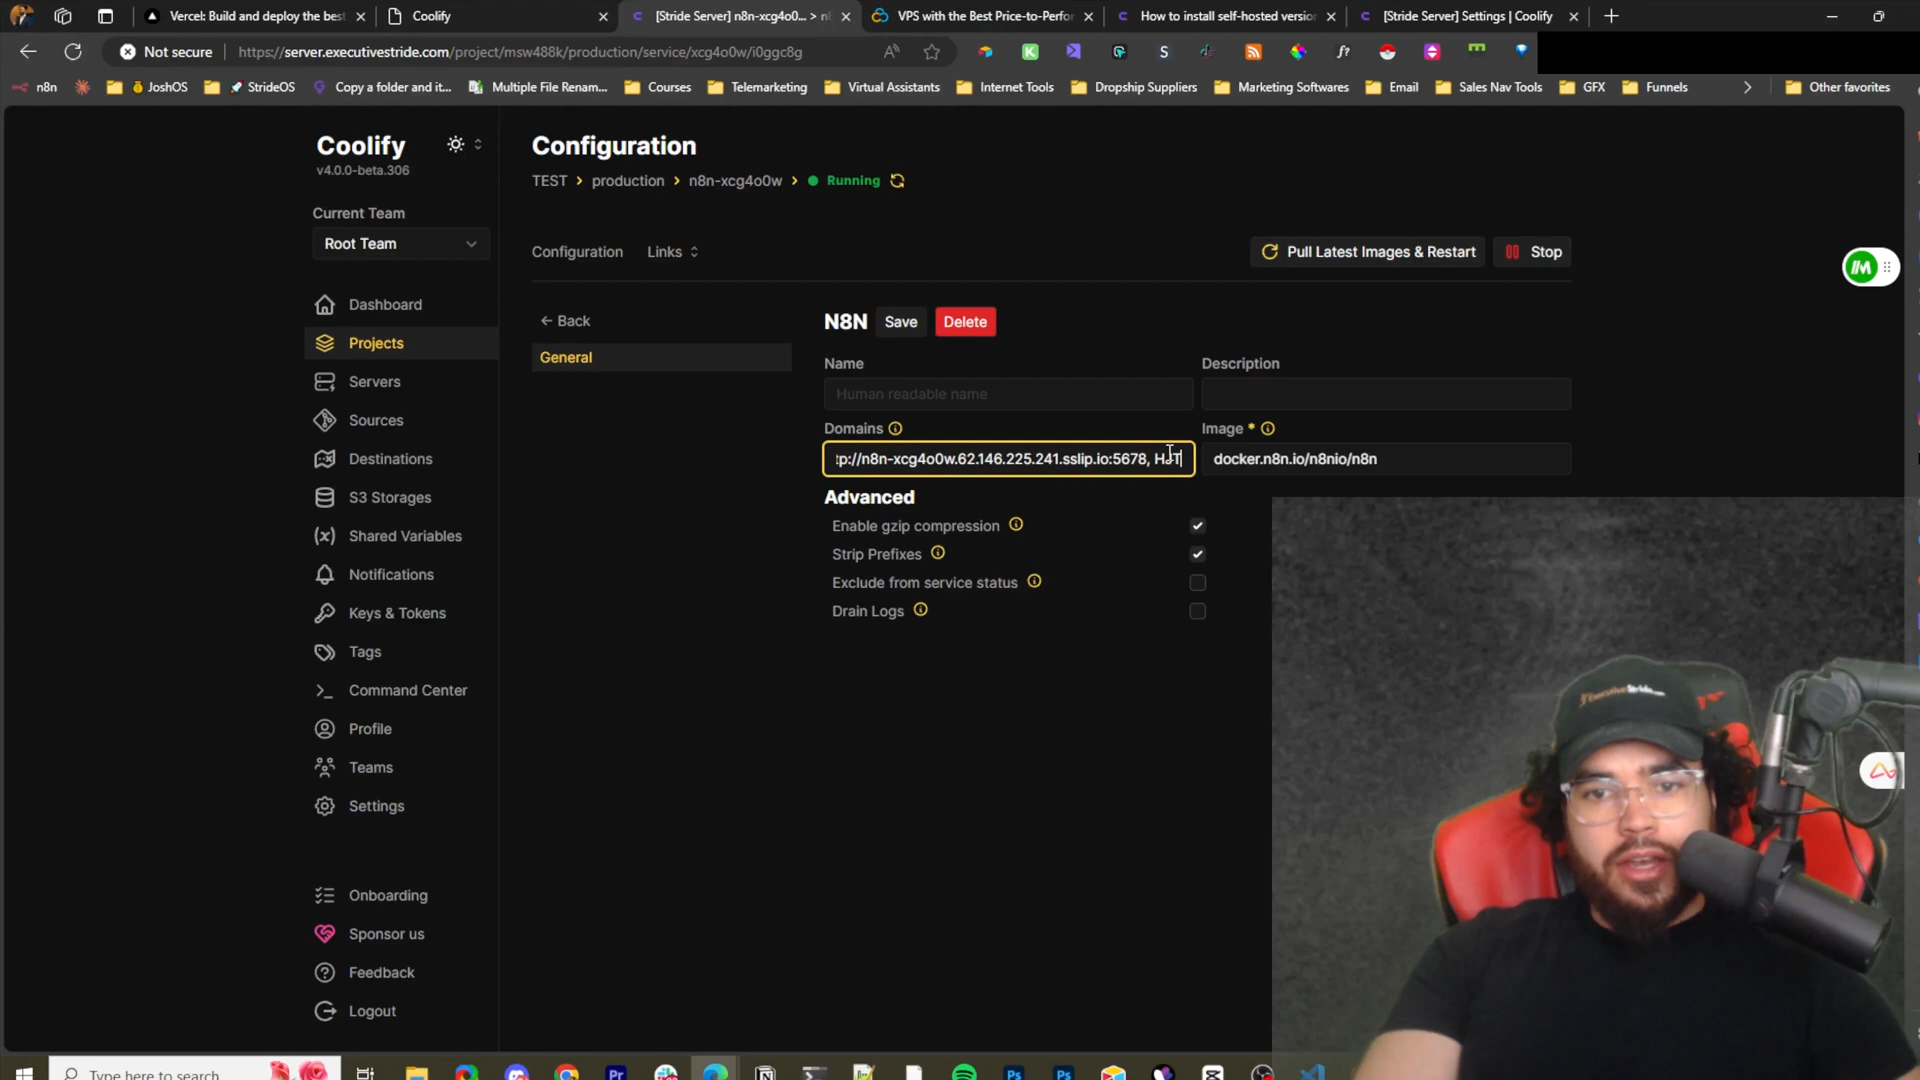 Vercel: Build and deploy the best
Coolify
[Stride Server] n8n-xcg4o0... > n8
VPS with the Best Price-to-Perfor
How to install self-hosted version
[Stride Server] Settings | Coolify
Not secure
https://server.executivestride.com/project/msw488k/production/service/xcg4o0w/i0ggc8g
n8n
JoshOS
StrideOS
Copy a folder and it...
Multiple File Renam...
Courses
Telemarketing
Virtual Assistants
Internet Tools
Dropship Suppliers
Marketing Softwares
Email
Sales Nav Tools
GFX
Funnels
Other favorites
Coolify
v4.0.0-beta.306
Current Team
Root Team
Dashboard
Projects
Servers
Sources
Destinations
S3 Storages
Shared Variables
Notifications
Keys & Tokens
Tags
Command Center
Profile
Teams
Settings
Onboarding
Sponsor us
Feedback
Logout
Configuration
TEST > production > n8n-xcg4o0w > Running
Configuration
Links
Pull Latest Images & Restart
Stop
Back
General
N8N
Save
Delete
Name
Description
Human readable name
Domains
Image *
tp://n8n-xcg4o0w.62.146.225.241.sslip.io:5678,
docker.n8n.io/n8nio/n8n
Advanced
Enable gzip compression
Strip Prefixes
Exclude from service status
Drain Logs
ExecutiveStride.com
Type here to search